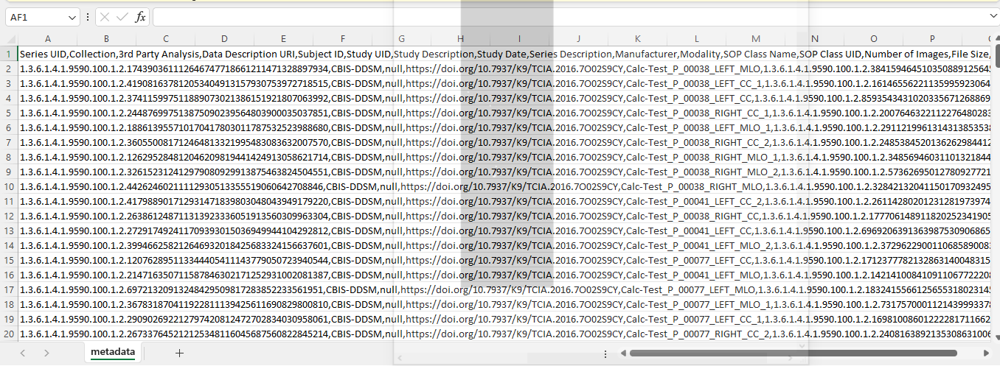 AF1
fx
A B C D E F G H I J K L M N O P
1 Series UID,Collection,3rd Party Analysis,Data Description URI,Subject ID,Study UID,Study Description,Study Date,Series Description,Manufacturer,Modality,SOP Class Name,SOP Class UID,Number of Images,File Size,
2 1.3.6.1.4.1.9590.100.1.2.174390361112646747718661211471328897934,CBIS-DDSM,null,https://doi.org/10.7937/K9/TCIA.2016.7O02S9CY,Calc-Test_P_00038_LEFT_MLO,1.3.6.1.4.1.9590.100.1.2.3841594645103508891256​45
3 1.3.6.1.4.1.9590.100.1.2.419081637812053404913157930753972718515,CBIS-DDSM,null,https://doi.org/10.7937/K9/TCIA.2016.7O02S9CY,Calc-Test_P_00038_LEFT_CC_1,1.3.6.1.4.1.9590.100.1.2.16146556221135995923064
4 1.3.6.1.4.1.9590.100.1.2.374115997511889073021386151921807063992,CBIS-DDSM,null,https://doi.org/10.7937/K9/TCIA.2016.7O02S9CY,Calc-Test_P_00038_LEFT_CC,1.3.6.1.4.1.9590.100.1.2.85935434310203356712688​69
5 1.3.6.1.4.1.9590.100.1.2.244876997513875090239564803900035037851,CBIS-DDSM,null,https://doi.org/10.7937/K9/TCIA.2016.7O02S9CY,Calc-Test_P_00038_RIGHT_CC_1,1.3.6.1.4.1.9590.100.1.2.200764632211227648028​3
6 1.3.6.1.4.1.9590.100.1.2.188613955710170417803011787532523988680,CBIS-DDSM,null,https://doi.org/10.7937/K9/TCIA.2016.7O02S9CY,Calc-Test_P_00038_LEFT_MLO_1,1.3.6.1.4.1.9590.100.1.2.291121996131431385353​8
7 1.3.6.1.4.1.9590.100.1.2.360550081712464813321995483083632007570,CBIS-DDSM,null,https://doi.org/10.7937/K9/TCIA.2016.7O02S9CY,Calc-Test_P_00038_RIGHT_CC_2,1.3.6.1.4.1.9590.100.1.2.248538452013626298441​2
8 1.3.6.1.4.1.9590.100.1.2.126295284812046209819441424913058621714,CBIS-DDSM,null,https://doi.org/10.7937/K9/TCIA.2016.7O02S9CY,Calc-Test_P_00038_RIGHT_MLO_1,1.3.6.1.4.1.9590.100.1.2.348569460311013218​44
9 1.3.6.1.4.1.9590.100.1.2.326152312412979080929913875463824504551,CBIS-DDSM,null,https://doi.org/10.7937/K9/TCIA.2016.7O02S9CY,Calc-Test_P_00038_RIGHT_MLO_2,1.3.6.1.4.1.9590.100.1.2.573626950127809277​21
10 1.3.6.1.4.1.9590.100.1.2.44262460211112930513355519060642708846,CBIS-DDSM,null,https://doi.org/10.7937/K9/TCIA.2016.7O02S9CY,Calc-Test_P_00038_RIGHT_MLO,1.3.6.1.4.1.9590.100.1.2.328421320411501709324​95
11 1.3.6.1.4.1.9590.100.1.2.417988901712931471839803048043949179220,CBIS-DDSM,null,https://doi.org/10.7937/K9/TCIA.2016.7O02S9CY,Calc-Test_P_00041_LEFT_CC_2,1.3.6.1.4.1.9590.100.1.2.261142802012312819739​74
12 1.3.6.1.4.1.9590.100.1.2.263861248711313923336051913560309963304,CBIS-DDSM,null,https://doi.org/10.7937/K9/TCIA.2016.7O02S9CY,Calc-Test_P_00038_RIGHT_CC,1.3.6.1.4.1.9590.100.1.2.177706148911820252341905
13 1.3.6.1.4.1.9590.100.1.2.272917492411709393015036949944104292812,CBIS-DDSM,null,https://doi.org/10.7937/K9/TCIA.2016.7O02S9CY,Calc-Test_P_00041_LEFT_CC,1.3.6.1.4.1.9590.100.1.2.6969206391363987530906865
14 1.3.6.1.4.1.9590.100.1.2.399466258212646932018425683324156637601,CBIS-DDSM,null,https://doi.org/10.7937/K9/TCIA.2016.7O02S9CY,Calc-Test_P_00041_LEFT_MLO_2,1.3.6.1.4.1.9590.100.1.2.3729622900110685890083
15 1.3.6.1.4.1.9590.100.1.2.120762895113344405411143779050723940544,CBIS-DDSM,null,https://doi.org/10.7937/K9/TCIA.2016.7O02S9CY,Calc-Test_P_00077_LEFT_CC,1.3.6.1.4.1.9590.100.1.2.171237778213286314004​8315
16 1.3.6.1.4.1.9590.100.1.2.214716350711587846302171252931002081387,CBIS-DDSM,null,https://doi.org/10.7937/K9/TCIA.2016.7O02S9CY,Calc-Test_P_00041_LEFT_MLO,1.3.6.1.4.1.9590.100.1.2.142141008410911067722208
17 1.3.6.1.4.1.9590.100.1.2.69721320913248429509817283852233561951,CBIS-DDSM,null,https://doi.org/10.7937/K9/TCIA.2016.7O02S9CY,Calc-Test_P_00077_LEFT_MLO,1.3.6.1.4.1.9590.100.1.2.183241556612565531802314​5
18 1.3.6.1.4.1.9590.100.1.2.367831870411922811139425611690829800810,CBIS-DDSM,null,https://doi.org/10.7937/K9/TCIA.2016.7O02S9CY,Calc-Test_P_00077_LEFT_MLO_1,1.3.6.1.4.1.9590.100.1.2.7317570001121439993378
19 1.3.6.1.4.1.9590.100.1.2.290902692212797420812472702834030958061,CBIS-DDSM,null,https://doi.org/10.7937/K9/TCIA.2016.7O02S9CY,Calc-Test_P_00077_LEFT_CC_1,1.3.6.1.4.1.9590.100.1.2.1698100860122228171166​2
20 1.3.6.1.4.1.9590.100.1.2.267337645212125348116045687560822845214,CBIS-DDSM,null,https://doi.org/10.7937/K9/TCIA.2016.7O02S9CY,Calc-Test_P_00077_RIGHT_CC_2,1.3.6.1.4.1.9590.100.1.2.2408163892135308631006
metadata